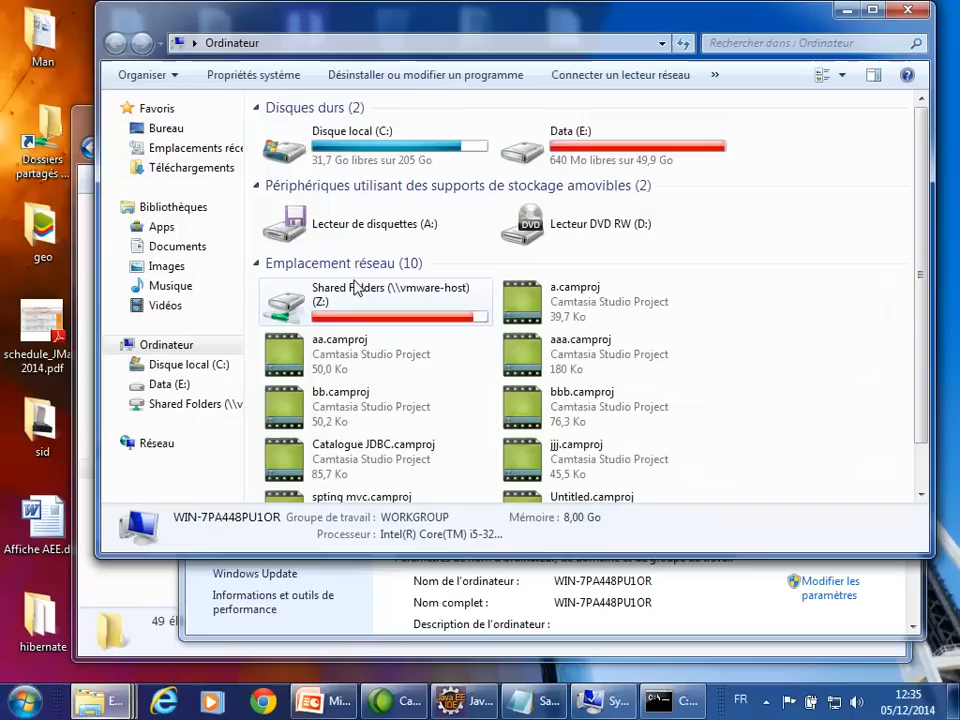 Man
Dossiers
partagés ...
geo
schedule_JMa
2014.pdf
sid
Affiche AEE.d
hibernate
Ordinateur
Rechercher dans : Ordinateur
Organiser
Propriétés système
Désinstaller ou modifier un programme
Connecter un lecteur réseau
»
Favoris
Bureau
Emplacements réce
Téléchargements
Bibliothèques
Apps
Documents
Images
Musique
Vidéos
Ordinateur
Disque local (C:)
Data (E:)
Shared Folders (\\v
Réseau
Disques durs (2)
Disque local (C:)
31,7 Go libres sur 205 Go
Data (E:)
640 Mo libres sur 49,9 Go
Périphériques utilisant des supports de stockage amovibles (2)
Lecteur de disquettes (A:)
DVD
Lecteur DVD RW (D:)
Emplacement réseau (10)
Shared Folders (\\vmware-host)
(Z:)
a.camproj
Camtasia Studio Project
39,7 Ko
aa.camproj
Camtasia Studio Project
50,0 Ko
aaa.camproj
Camtasia Studio Project
180 Ko
bb.camproj
Camtasia Studio Project
50,2 Ko
bbb.camproj
Camtasia Studio Project
76,3 Ko
Catalogue JDBC.camproj
Camtasia Studio Project
85,7 Ko
jjj.camproj
Camtasia Studio Project
45,5 Ko
spting mvc.camproj
Untitled.camproj
WIN-7PA448PU1OR Groupe de travail : WORKGROUP Mémoire : 8,00 Go
Processeur : Intel(R) Core(TM) i5-32...
Windows Update
Informations et outils de
performance
Nom de l'ordinateur : WIN-7PA448PU1OR
Nom complet : WIN-7PA448PU1OR
Description de l'ordinateur :
Modifier les
paramètres
49 él
E...
Mi...
Ca...
Jav...
Sa...
Sy...
C:...
FR
12:35
05/12/2014